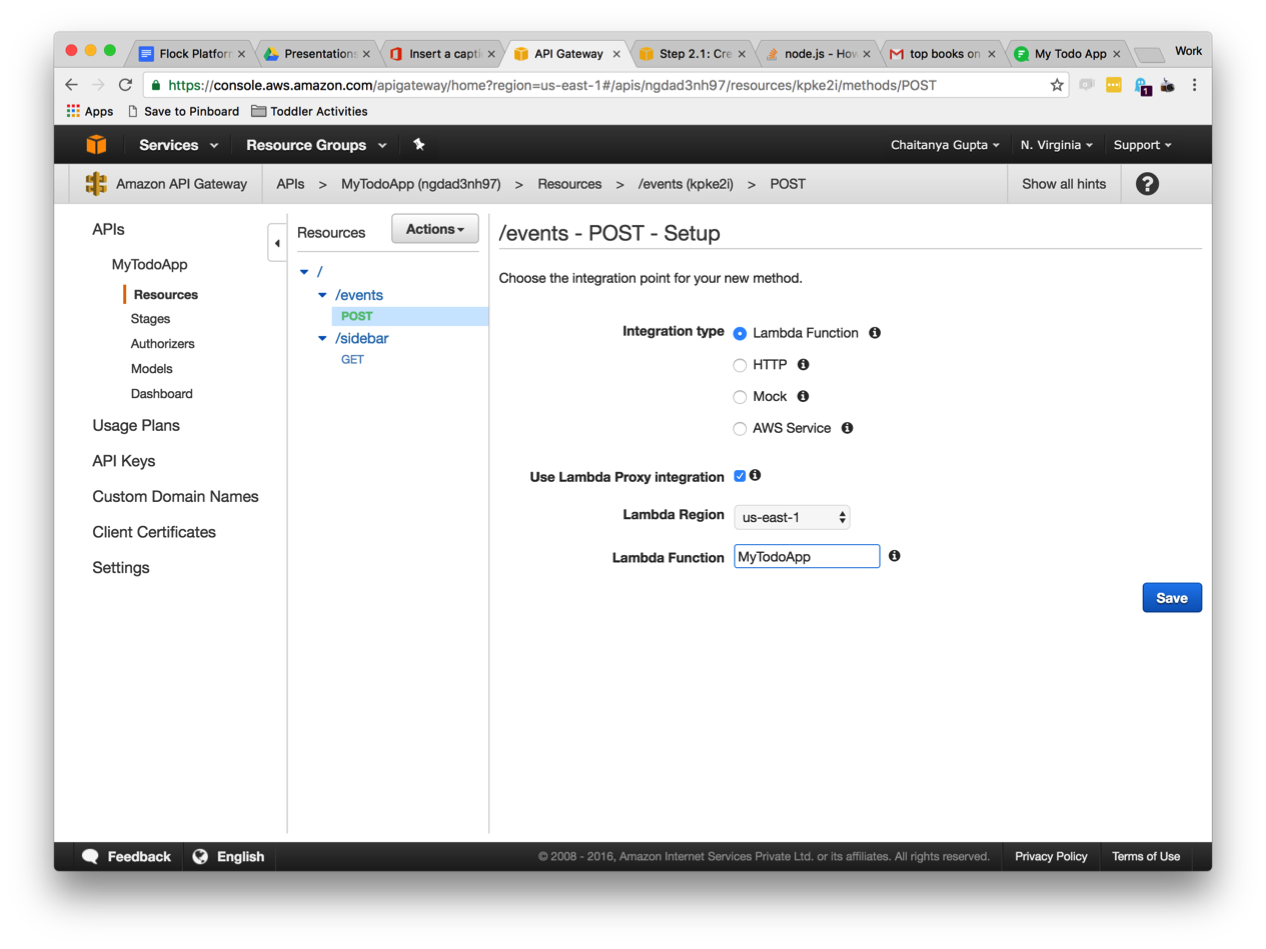 Flock Platforr
Presentations
Insert a captio
API Gateway
Step 2.1: Cre
node.js - How
top books on
My Todo App
Work
https://console.aws.amazon.com/apigateway/home?region=us-east-1#/apis/ngdad3nh97/resources/kpke2i/methods/POST
1
Apps Save to Pinboard Toddler Activities
Services Resource Groups Chaitanya Gupta N. Virginia Support
Amazon API Gateway APIs > MyTodoApp (ngdad3nh97) > Resources > /events (kpke2i) > POST Show all hints ?
APIs
MyTodoApp
Resources
Stages
Authorizers
Models
Dashboard
Usage Plans
API Keys
Custom Domain Names
Client Certificates
Settings
Resources Actions
/
/events
POST
/sidebar
GET
/events - POST - Setup
Choose the integration point for your new method.
Integration type Lambda Function
HTTP
Mock
AWS Service
Use Lambda Proxy integration
Lambda Region us-east-1
Lambda Function MyTodoApp
Save
Feedback English © 2008 - 2016, Amazon Internet Services Private Ltd. or its affiliates. All rights reserved. Privacy Policy Terms of Use